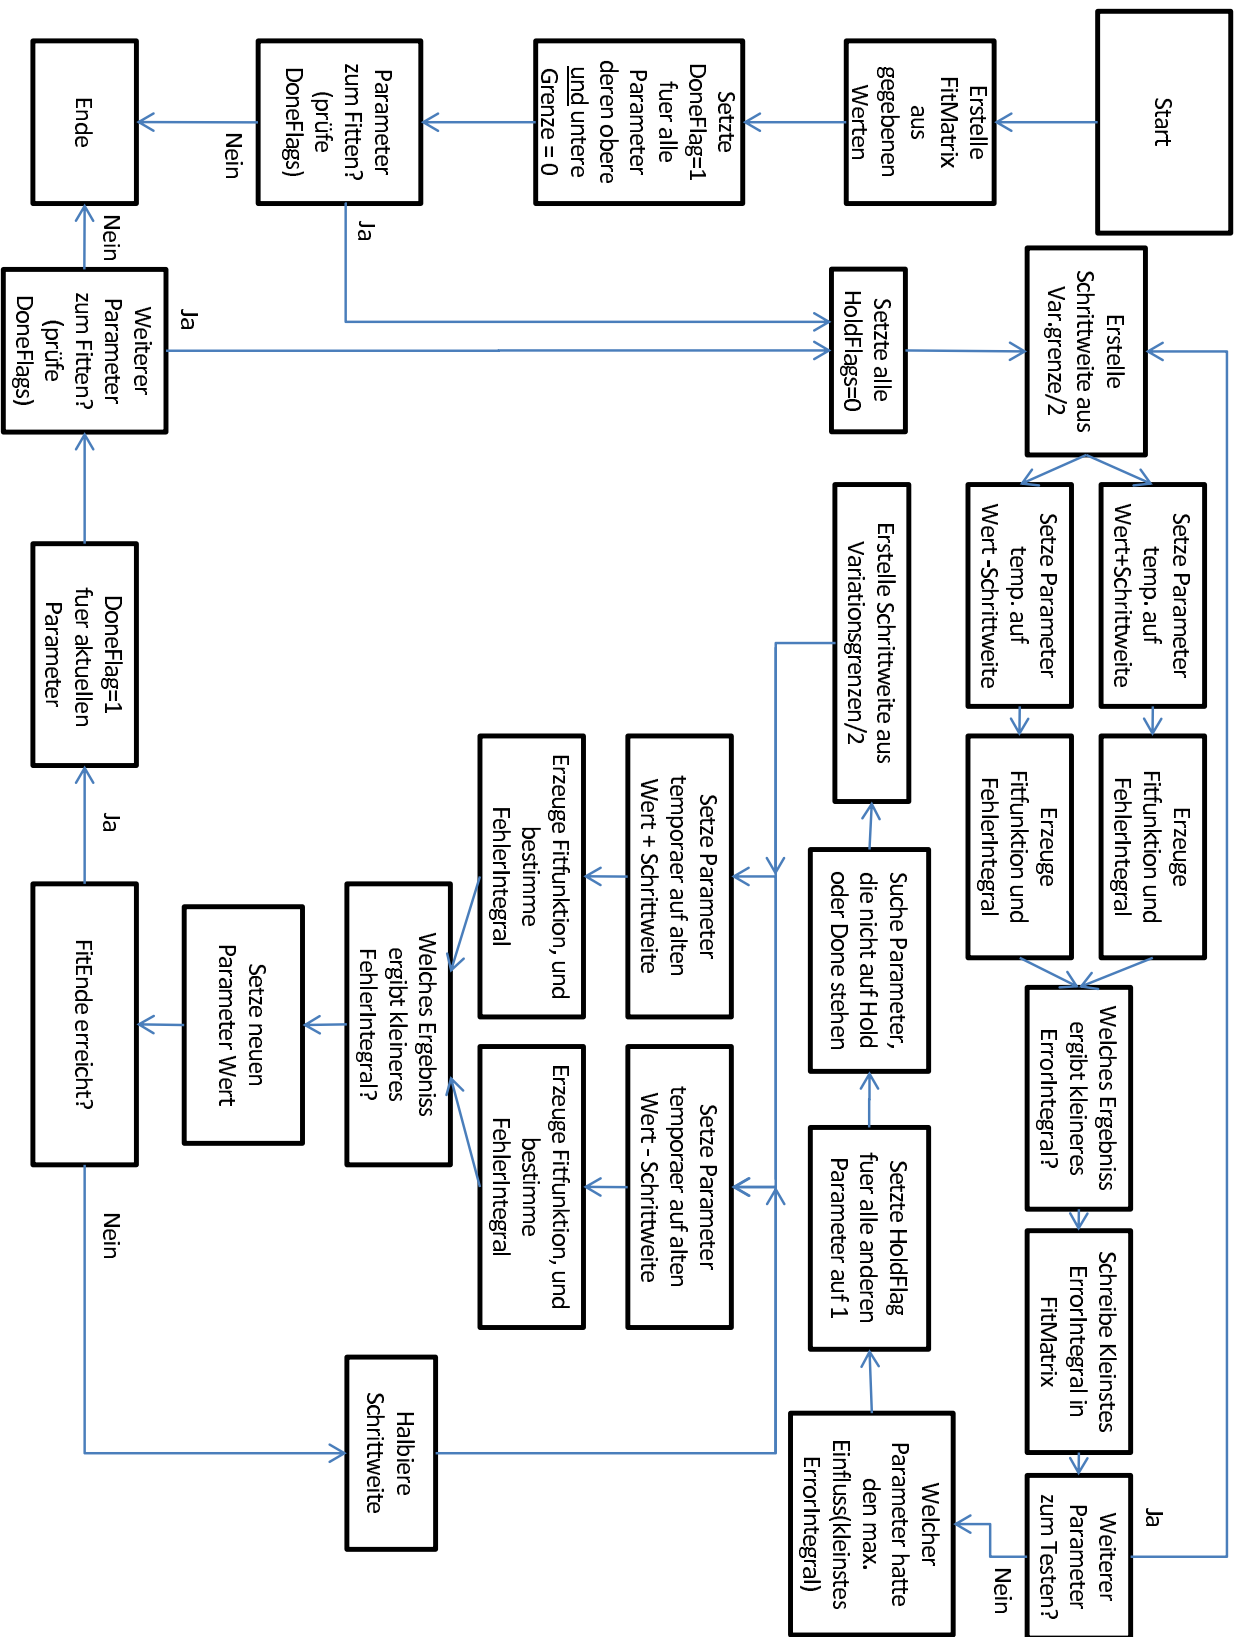 Start
Erstelle
FitMatrix
aus
gegebenen
Werten
Setzte
DoneFlag=1
fuer alle
Parameter
deren obere
und untere
Grenze = 0
Parameter
zum Fitten?
(prüfe
DoneFlags)
Nein
Ja
Ende
Erstelle
Schrittweite aus
Var.grenze/2
Setzte alle
HoldFlags=0
Ja
Weiterer
Parameter
zum Fitten?
(prüfe
DoneFlags)
Nein
Setze Parameter
temp. auf
Wert+Schrittweite
Setze Parameter
temp. auf
Wert -Schrittweite
Erzeuge
Fitfunktion und
FehlerIntegral
Erzeuge
Fitfunktion und
FehlerIntegral
Welches Ergebniss
ergibt kleineres
ErrorIntegral?
Schreibe Kleinstes
ErrorIntegral in
FitMatrix
Weiterer
Parameter
zum Testen?
Ja
Nein
Welcher
Parameter hatte
den max.
Einfluss(kleinstes
ErrorIntegral)
Setzte HoldFlag
fuer alle anderen
Parameter auf 1
Suche Parameter,
die nicht auf Hold
oder Done stehen
Erstelle Schrittweite aus
Variationsgrenzen/2
Setze Parameter
temporaer auf alten
Wert + Schrittweite
Setze Parameter
temporaer auf alten
Wert - Schrittweite
Erzeuge Fitfunktion, und
bestimme
FehlerIntegral
Erzeuge Fitfunktion, und
bestimme
FehlerIntegral
Welches Ergebniss
ergibt kleineres
FehlerIntegral?
Setze neuen
Parameter Wert
FitEnde erreicht?
Ja
Nein
Halbiere
Schrittweite
DoneFlag=1
fuer aktuellen
Parameter